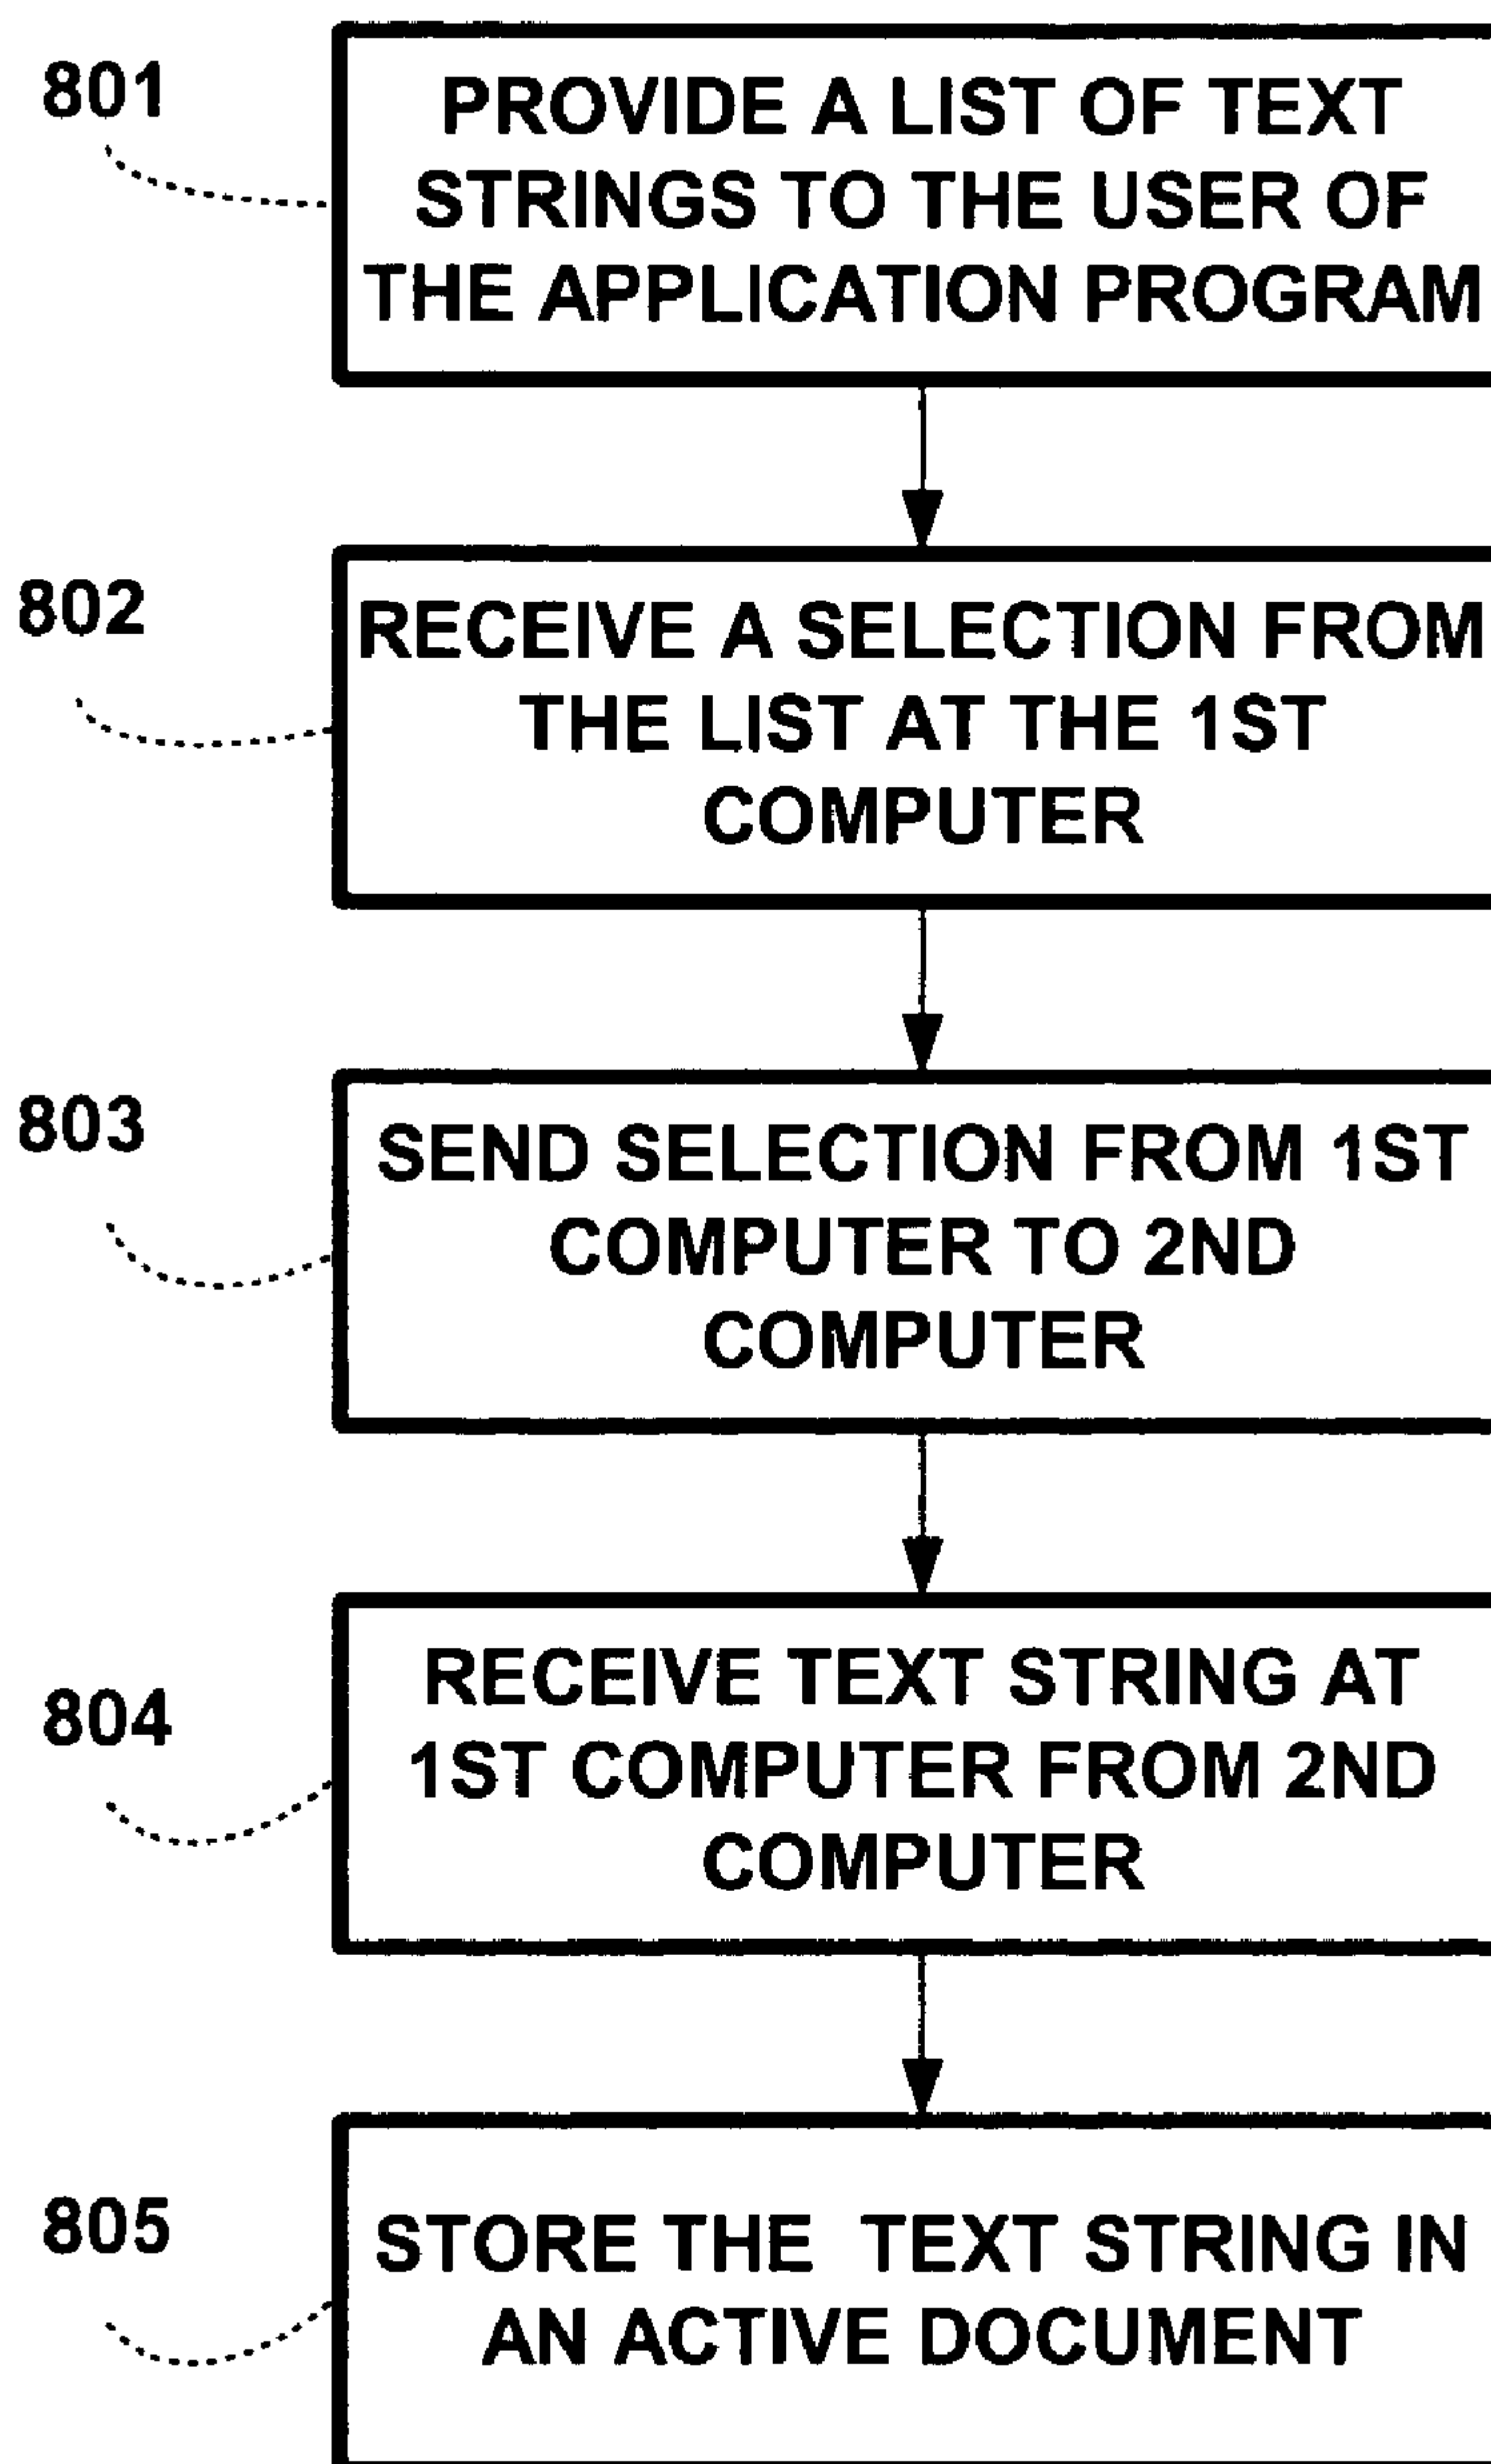 801
PROVIDE A LIST OF TEXT
STRINGS TO THE USER OF
THE APPLICATION PROGRAM
802
RECEIVE A SELECTION FROM
THE LIST AT THE 1ST
COMPUTER
803
SEND SELECTION FROM 1ST
COMPUTER TO 2ND
COMPUTER
804
RECEIVE TEXT STRING AT
1ST COMPUTER FROM 2ND
COMPUTER
805
STORE THE TEXT STRING IN
AN ACTIVE DOCUMENT